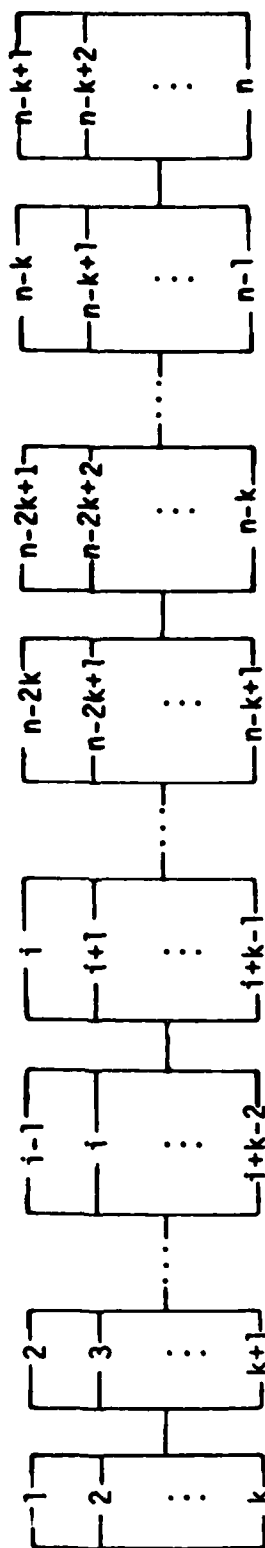 1 2 i-1 i n-2k n-2k+1 n-k n-k+1
2 3 i i+1 n-2k+1 n-2k+2 n-k+1 n-k+2
k k+1 i+k-2 i+k-1 n-k+1 n-k n-1 n